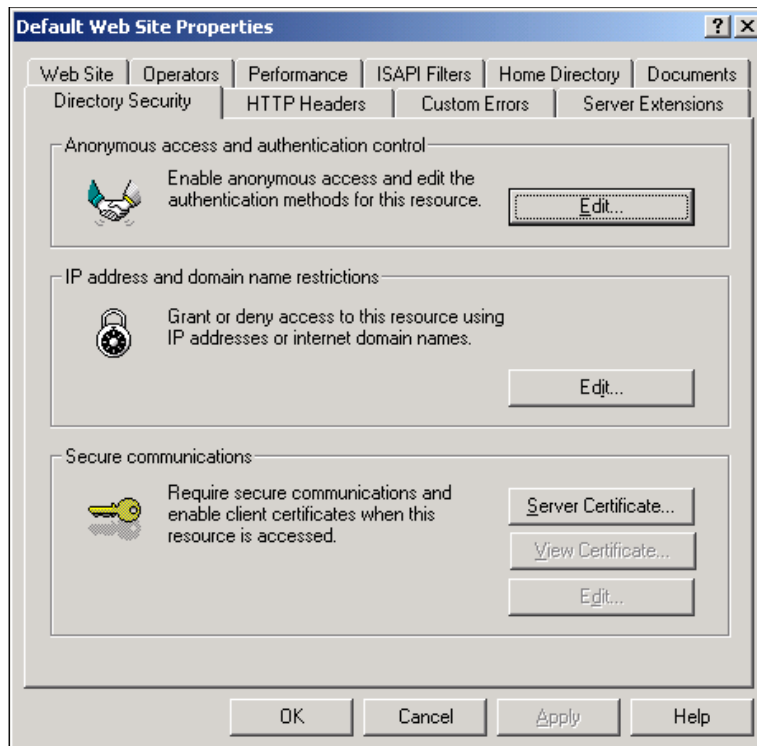 Default Web Site Properties
? X
Web Site Operators Performance ISAPI Filters Home Directory Documents
Directory Security HTTP Headers Custom Errors Server Extensions
Anonymous access and authentication control
Enable anonymous access and edit the
authentication methods for this resource.
Edit...
IP address and domain name restrictions
Grant or deny access to this resource using
IP addresses or internet domain names.
Edit...
Secure communications
Require secure communications and
enable client certificates when this
resource is accessed.
Server Certificate...
View Certificate...
Edit...
OK Cancel Apply Help